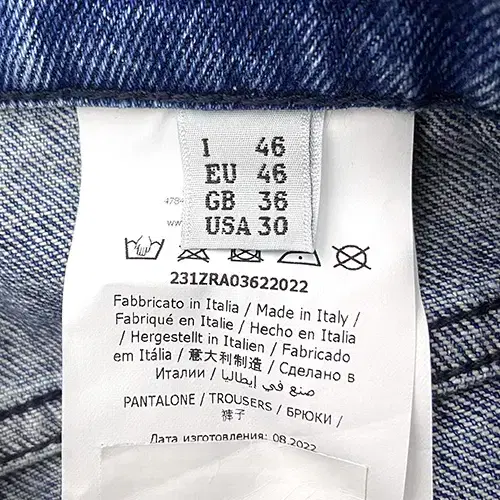 I 46
EU 46
GB 36
USA 30
4784
www
231ZRA03622022
Fabbricato in Italia / Made in Italy /
Fabriqué en Italie / Hecho en Italia
/ Hergestellt in Italien / Fabricado
em Itália / 意大利制造 / Сделано в
Италии / صنع في إيطاليا
PANTALONE / TROUSERS / БРЮКИ /
裤子
Дата изготовления: 08.2022